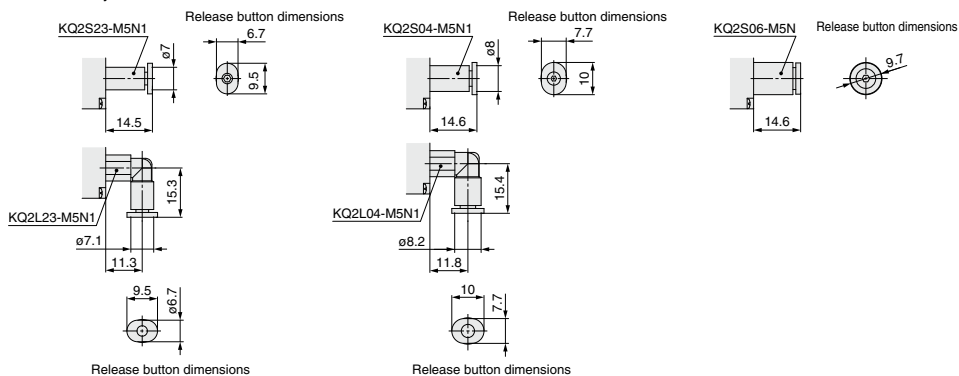 Release button dimensions
KQ2S23-M5N1
ø7
6.7
9.5
14.5
Release button dimensions
KQ2S04-M5N1
ø8
7.7
10
14.6
KQ2S06-M5N
Release button dimensions
9.7
14.6
KQ2L23-M5N1
15.3
ø7.1
11.3
9.5
ø6.7
Release button dimensions
KQ2L04-M5N1
15.4
ø8.2
11.8
10
7.7
Release button dimensions